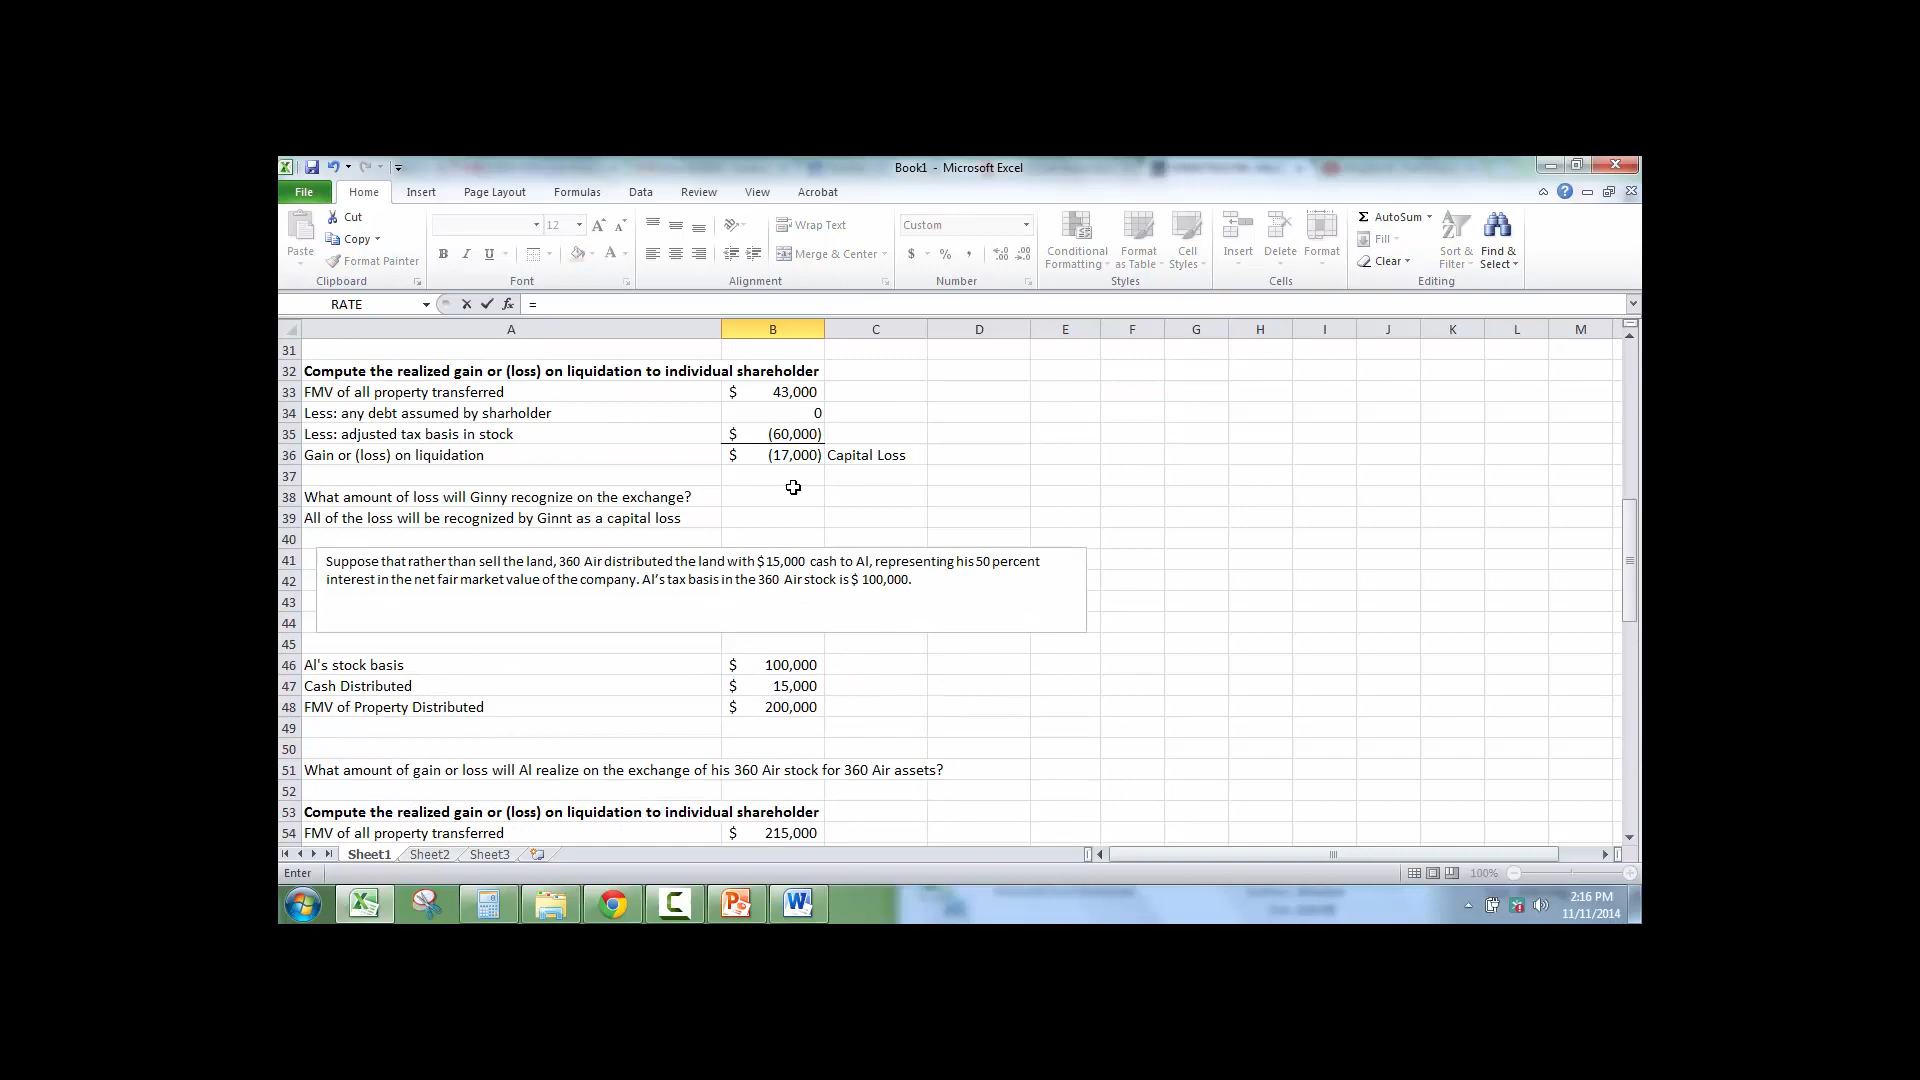 Book1 - Microsoft Excel
File Home Insert Page Layout Formulas Data Review View Acrobat
Cut
Copy
Format Painter
Paste
Clipboard
12
B I U
Font
Wrap Text
Merge & Center
Alignment
Custom
$ % ,
Number
Conditional Formatting
Format as Table
Cell Styles
Styles
Insert
Delete
Format
Cells
AutoSum
Fill
Clear
Sort & Filter
Find & Select
Editing
RATE fx =
A B C D E F G H I J K L M
31
32 Compute the realized gain or (loss) on liquidation to individual shareholder
33 FMV of all property transferred $ 43,000
34 Less: any debt assumed by sharholder 0
35 Less: adjusted tax basis in stock $ (60,000)
36 Gain or (loss) on liquidation $ (17,000) Capital Loss
37
38 What amount of loss will Ginny recognize on the exchange?
39 All of the loss will be recognized by Ginnt as a capital loss
40
41 Suppose that rather than sell the land, 360 Air distributed the land with $15,000 cash to Al, representing his 50 percent
42 interest in the net fair market value of the company. Al's tax basis in the 360 Air stock is $ 100,000.
43
44
45
46 Al's stock basis $ 100,000
47 Cash Distributed $ 15,000
48 FMV of Property Distributed $ 200,000
49
50
51 What amount of gain or loss will Al realize on the exchange of his 360 Air stock for 360 Air assets?
52
53 Compute the realized gain or (loss) on liquidation to individual shareholder
54 FMV of all property transferred $ 215,000
Sheet1 Sheet2 Sheet3
Enter 100%
2:16 PM
11/11/2014